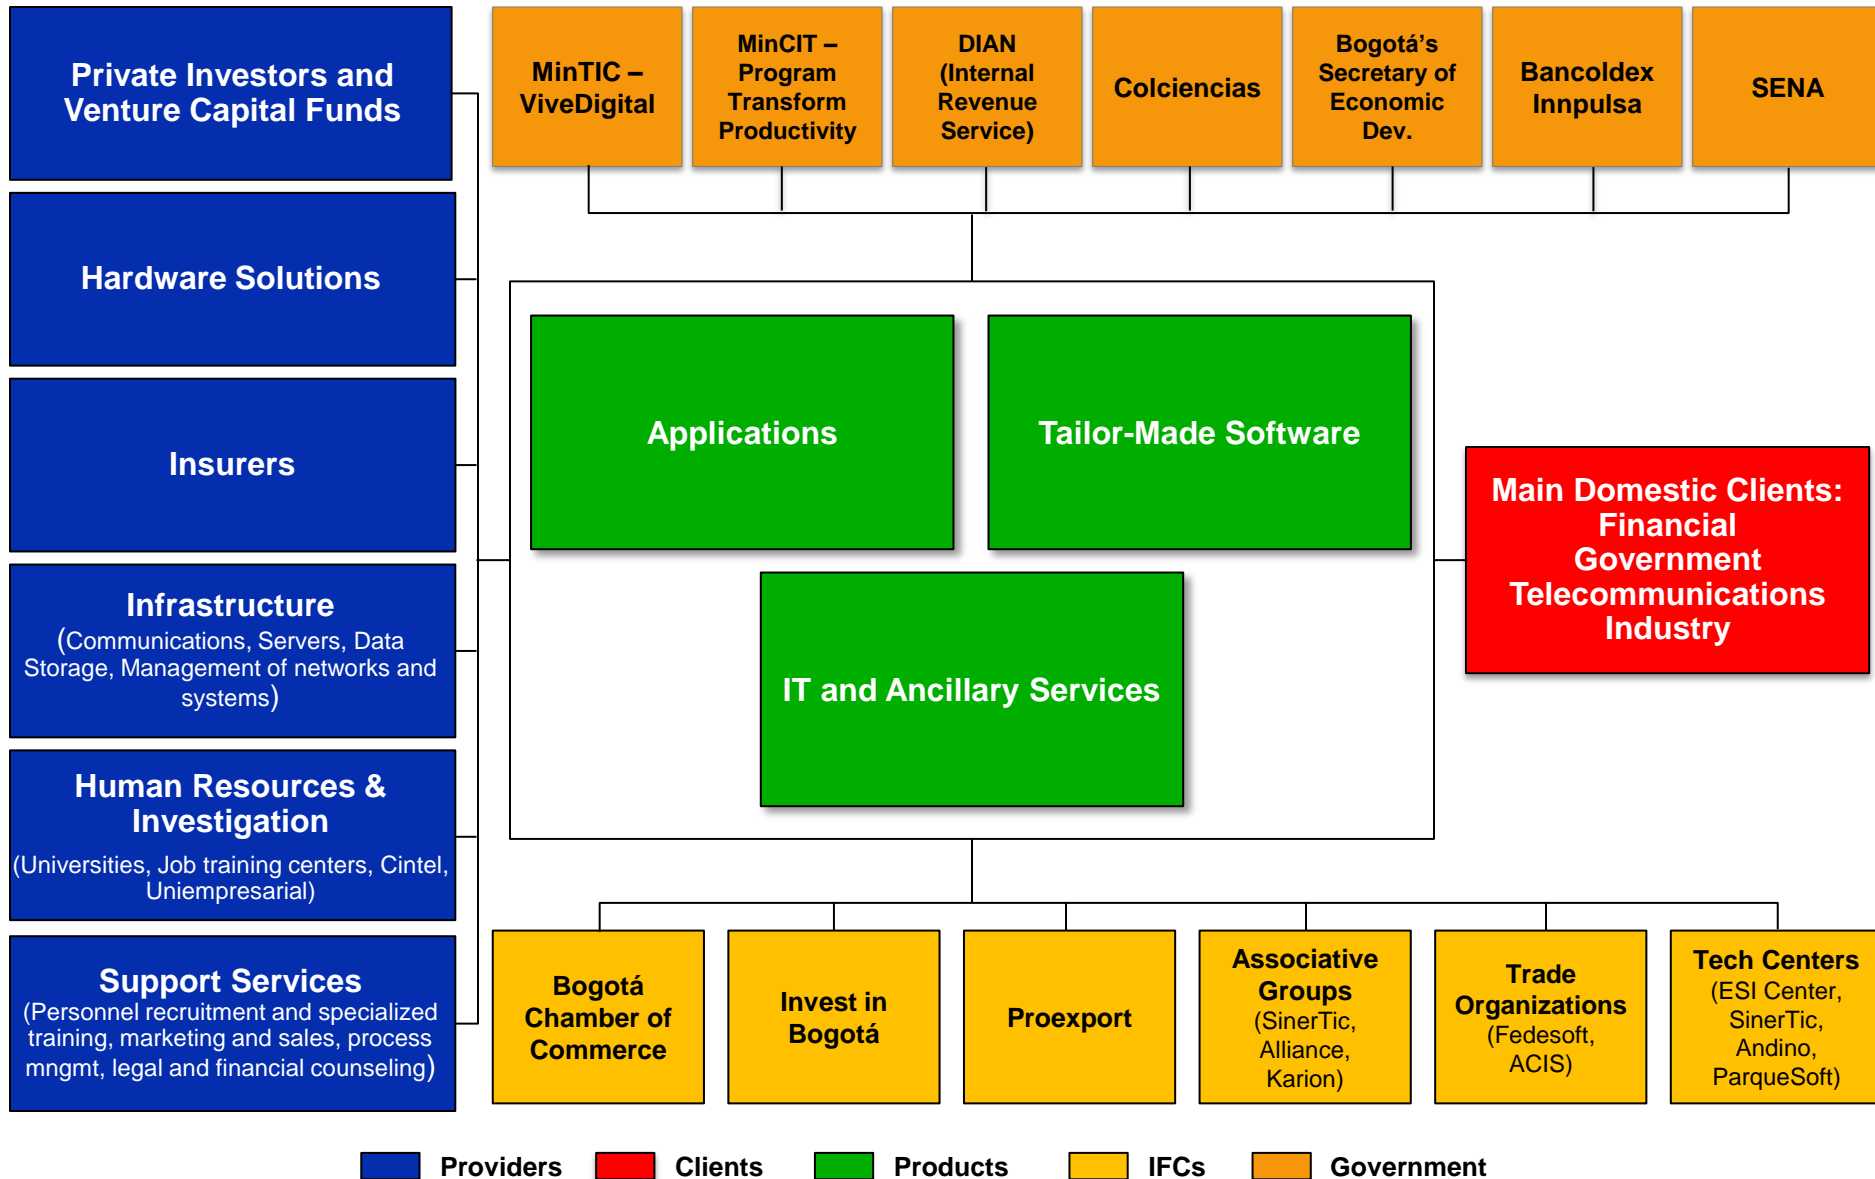 Private Investors and
Venture Capital Funds
Hardware Solutions
Insurers
Infrastructure
(Communications, Servers, Data
Storage, Management of networks and
systems)
Human Resources &
Investigation
(Universities, Job training centers, Cintel,
Uniempresarial)
Support Services
(Personnel recruitment and specialized
training, marketing and sales, process
mngmt, legal and financial counseling)
MinTIC –
ViveDigital
MinCIT –
Program
Transform
Productivity
DIAN
(Internal
Revenue
Service)
Colciencias
Bogotá’s
Secretary of
Economic
Dev.
Bancoldex
Innpulsa
SENA
Applications
Tailor-Made Software
IT and Ancillary Services
Main Domestic Clients:
Financial
Government
Telecommunications
Industry
Bogotá
Chamber of
Commerce
Invest in
Bogotá
Proexport
Associative
Groups
(SinerTic,
Alliance,
Karion)
Trade
Organizations
(Fedesoft,
ACIS)
Tech Centers
(ESI Center,
SinerTic,
Andino,
ParqueSoft)
Providers
Clients
Products
IFCs
Government